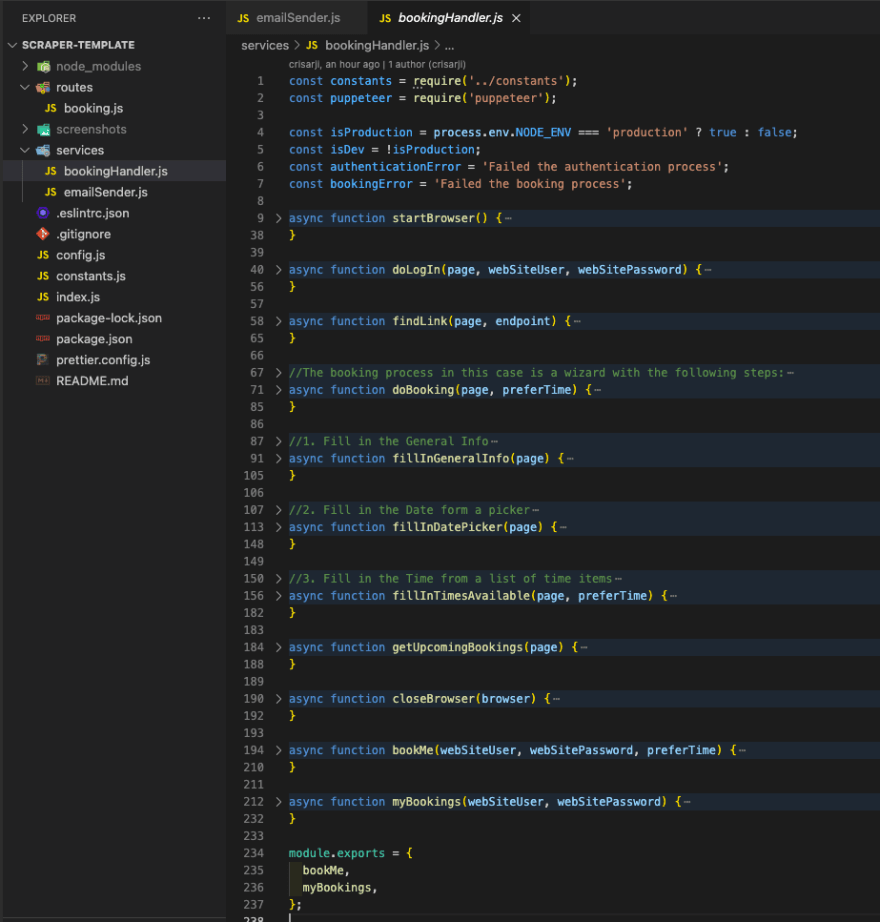 EXPLORER
SCRAPER-TEMPLATE
node_modules
routes
JS booking.js
screenshots
services
JS bookingHandler.js
JS emailSender.js
.eslintrc.json
.gitignore
JS config.js
JS constants.js
JS index.js
package-lock.json
package.json
prettier.config.js
README.md
JS emailSender.js
JS bookingHandler.js
services > JS bookingHandler.js > ...
crisarji, an hour ago | 1 author (crisarji)
1 const constants = require('../constants');
2 const puppeteer = require('puppeteer');
3
4 const isProduction = process.env.NODE_ENV === 'production' ? true : false;
5 const isDev = !isProduction;
6 const authenticationError = 'Failed the authentication process';
7 const bookingError = 'Failed the booking process';
8
9 async function startBrowser() {
38 }
39
40 async function doLogIn(page, webSiteUser, webSitePassword) {
56 }
57
58 async function findLink(page, endpoint) {
65 }
66
67 //The booking process in this case is a wizard with the following steps:
71 async function doBooking(page, preferTime) {
85 }
86
87 //1. Fill in the General Info
91 async function fillInGeneralInfo(page) {
105 }
106
107 //2. Fill in the Date form a picker
113 async function fillInDatePicker(page) {
148 }
149
150 //3. Fill in the Time from a list of time items
156 async function fillInTimesAvailable(page, preferTime) {
182 }
183
184 async function getUpcomingBookings(page) {
188 }
189
190 async function closeBrowser(browser) {
192 }
193
194 async function bookMe(webSiteUser, webSitePassword, preferTime) {
210 }
211
212 async function myBookings(webSiteUser, webSitePassword) {
232 }
233
234 module.exports = {
235 bookMe,
236 myBookings,
237 };
238